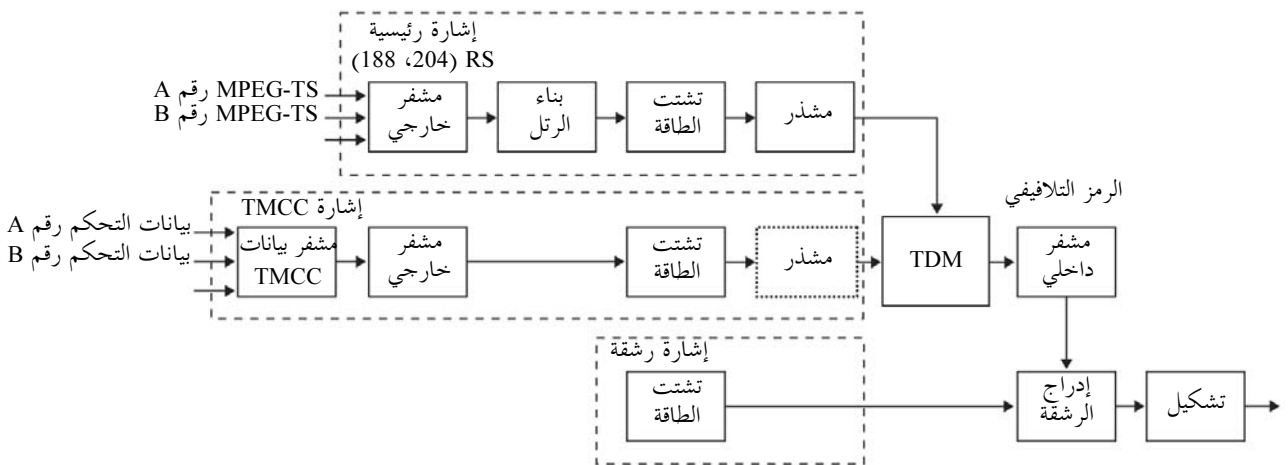 إشارة رئيسية
RS (204، 188)
MPEG-TS رقم A
MPEG-TS رقم B
مشفر
خارجي
بناء
الرتل
تشتت
الطاقة
مشذر
إشارة TMCC
بيانات التحكم رقم A
بيانات التحكم رقم B
مشفر بيانات
TMCC
مشفر
خارجي
تشتت
الطاقة
مشذر
TDM
الرمز التلافيفي
مشفر
داخلي
إشارة رشقة
تشتت
الطاقة
إدراج
الرشقة
تشكيل